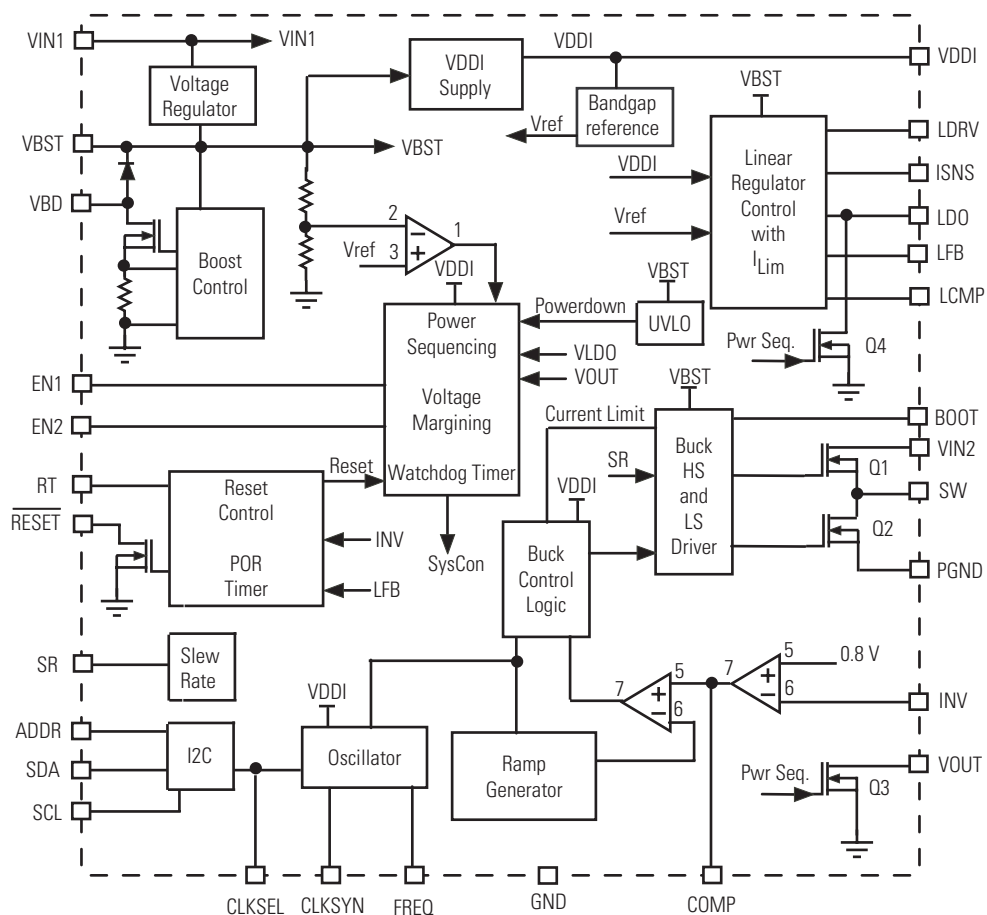 VIN1
VIN1
VDDI
Supply
VDDI
VDDI
Voltage
Regulator
Bandgap
reference
Vref
VBST
VBST
VBST
LDRV
ISNS
VDDI
Linear
Regulator
Control
with
ILim
LDO
Vref
LFB
LCMP
VBD
Boost
Control
2
1
Vref
3
VDDI
VBST
Powerdown
UVLO
Power
Sequencing
Voltage
Margining
Watchdog Timer
VLDO
VOUT
Pwr Seq.
Q4
EN1
EN2
VBST
Current Limit
BOOT
Buck
HS
and
LS
Driver
VIN2
Q1
SR
SW
VDDI
Q2
PGND
RT
Reset
Reset
Control
POR
Timer
RESET
INV
LFB
SysCon
Buck
Control
Logic
SR
Slew
Rate
5
0.8 V
7
6
INV
5
7
6
ADDR
SDA
SCL
I2C
VDDI
Oscillator
Ramp
Generator
VOUT
Pwr Seq.
Q3
CLKSEL
CLKSYN
FREQ
GND
COMP